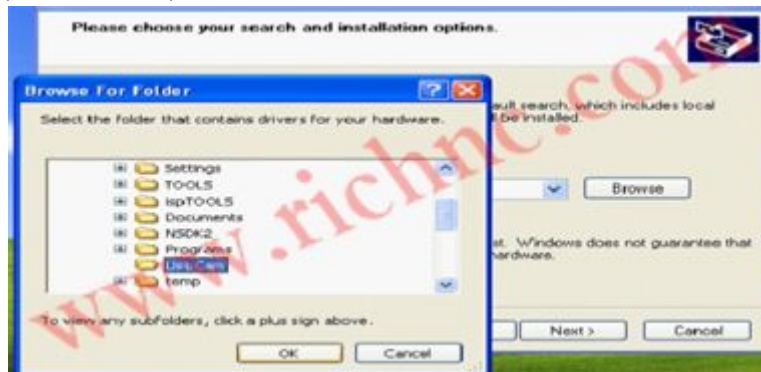 Please choose your search and installation options.
Browse For Folder
Select the folder that contains drivers for your hardware.
Settings
TOOLS
ispTOOLS
Documents
NSDK2
Programs
temp
To view any subfolders, click a plus sign above.
OK
Cancel
ault search, which includes local
l be installed.
Browse
st. Windows does not guarantee that
hardware.
Next >
Cancel
www.richnc.com